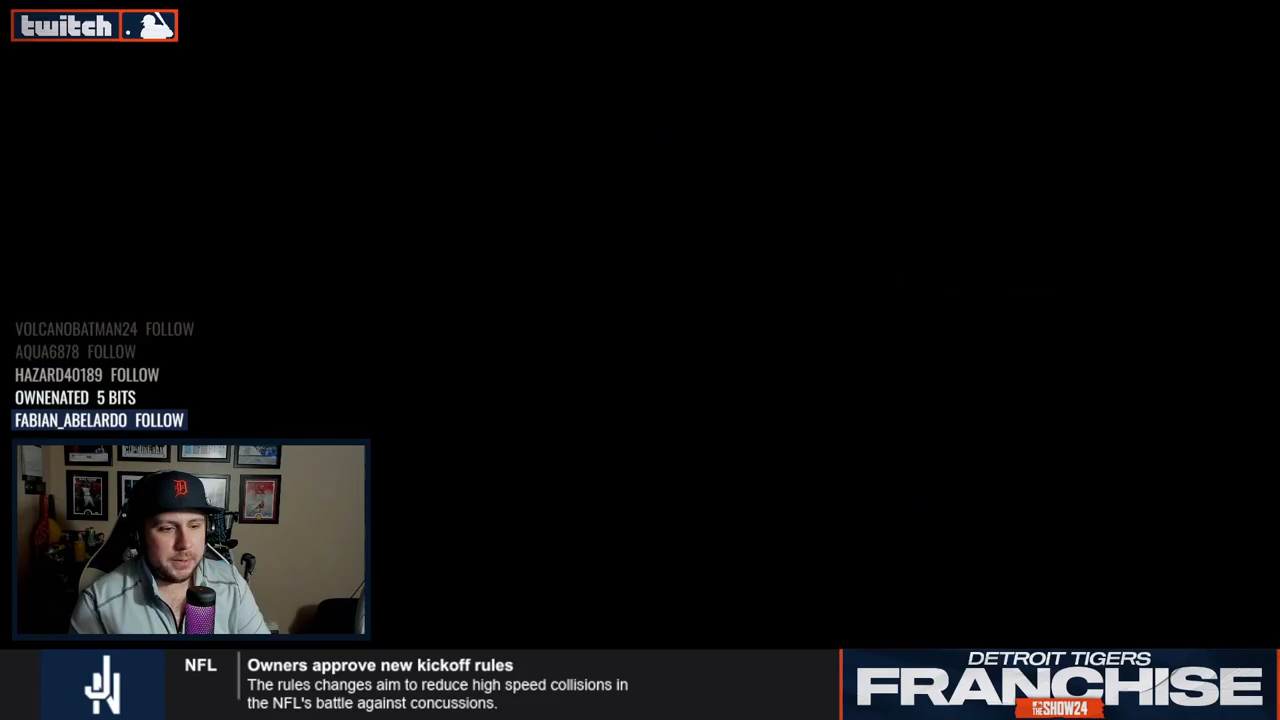 twitch
VOLCANOBATMAN24 FOLLOW
AQUA6878 FOLLOW
HAZARD40189 FOLLOW
OWNENATED 5 BITS
FABIAN_ABELARDO FOLLOW
D
NFL
Owners approve new kickoff rules
The rules changes aim to reduce high speed collisions in
the NFL's battle against concussions.
DETROIT TIGERS
FRANCHISE
MLB THE SHOW 24